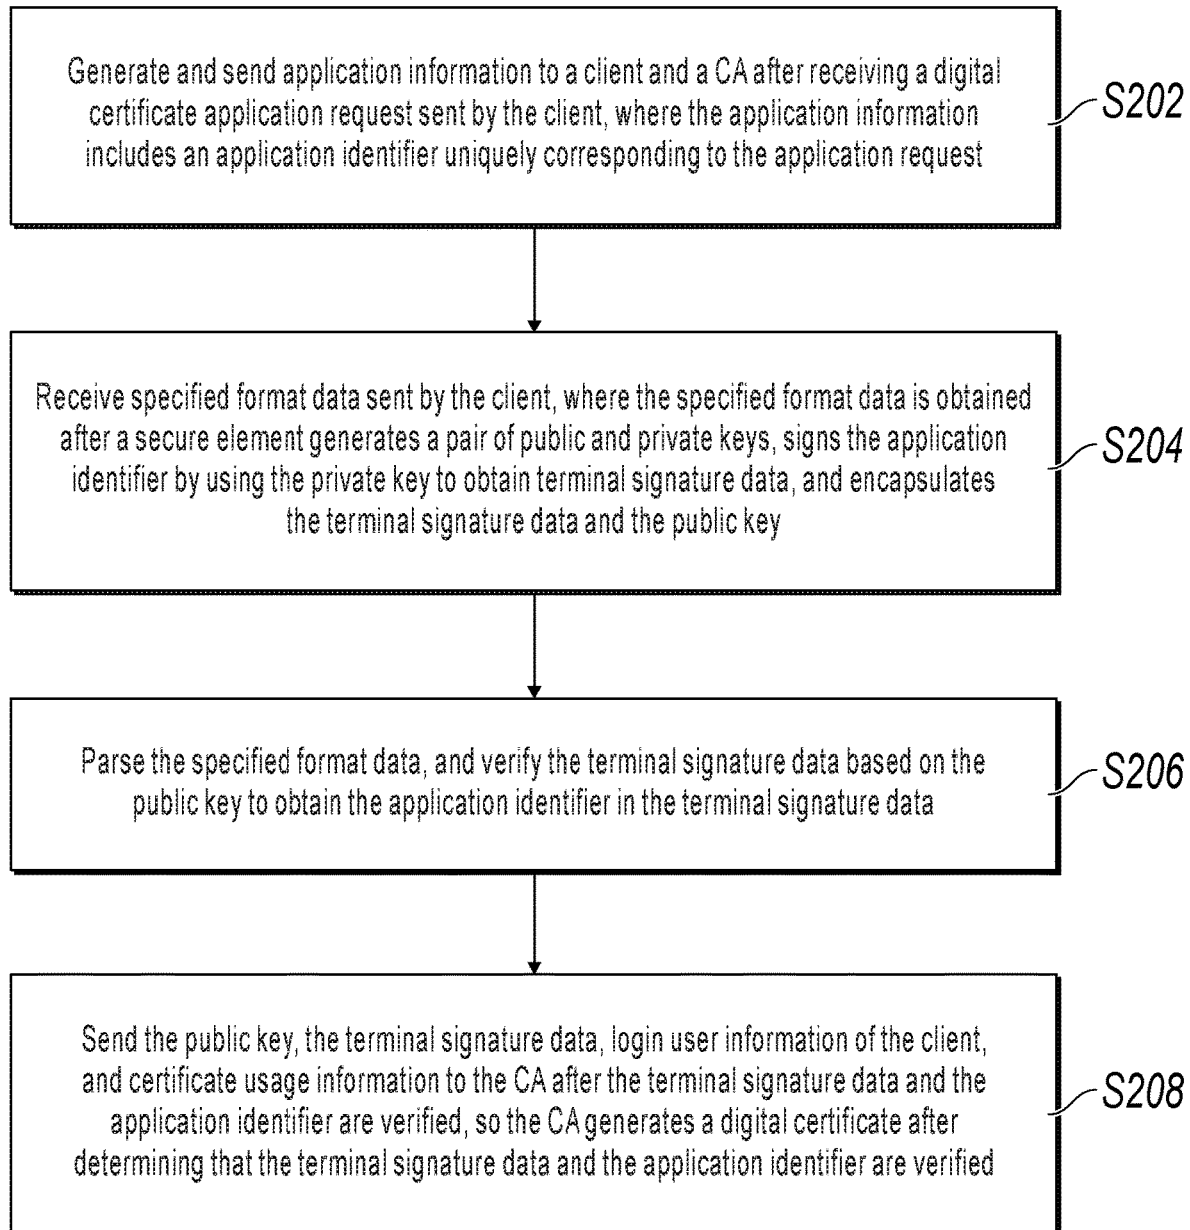 Generate and send application information to a client and a CA after receiving a digital
certificate application request sent by the client, where the application information
includes an application identifier uniquely corresponding to the application request
S202
Receive specified format data sent by the client, where the specified format data is obtained
after a secure element generates a pair of public and private keys, signs the application
identifier by using the private key to obtain terminal signature data, and encapsulates
the terminal signature data and the public key
S204
Parse the specified format data, and verify the terminal signature data based on the
public key to obtain the application identifier in the terminal signature data
S206
Send the public key, the terminal signature data, login user information of the client,
and certificate usage information to the CA after the terminal signature data and the
application identifier are verified, so the CA generates a digital certificate after
determining that the terminal signature data and the application identifier are verified
S208